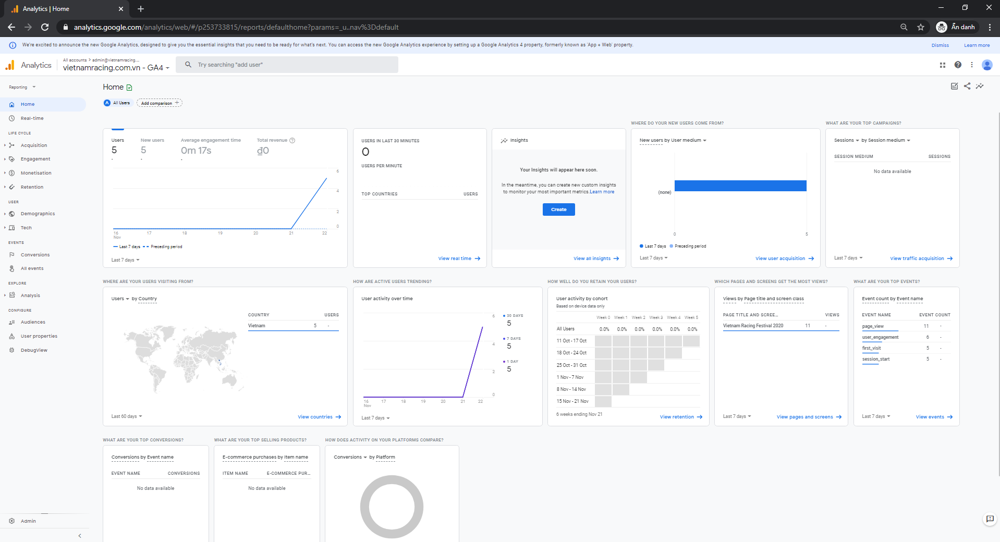 Analytics | Home
analytics.google.com/analytics/web/#/p253733815/reports/defaulthome?params=_u..nav%3Ddefault
Ẩn danh
We're excited to announce the new Google Analytics, designed to give you the essential insights that you need to be ready for what's next. You can access the new Google Analytics experience by setting up a Google Analytics 4 property, formerly known as 'App + Web' property.
Dismiss
Learn more
Analytics
All accounts > admin@vietnamracing....
vietnamracing.com.vn - GA4
Try searching "add user"
Reporting
Home
Real-time
LIFE CYCLE
Acquisition
Engagement
Monetisation
Retention
USER
Demographics
Tech
EVENTS
Conversions
All events
EXPLORE
Analysis
CONFIGURE
Audiences
User properties
DebugView
Admin
Home
A All Users
Add comparison +
Users
5
-
New users
5
-
Average engagement time
0m 17s
-
Total revenue
₫0
6
4
2
0
16 17 18 19 20 21 22
Nov
Last 7 days Preceding period
Last 7 days
USERS IN LAST 30 MINUTES
0
USERS PER MINUTE
TOP COUNTRIES USERS
View real time
Insights
Your Insights will appear here soon.
In the meantime, you can create new custom insights
to monitor your most important metrics.Learn more
Create
View all insights
WHERE DO YOUR NEW USERS COME FROM?
New users by User medium
(none)
0 5
Last 7 days Preceding period
Last 7 days
View user acquisition
WHAT ARE YOUR TOP CAMPAIGNS?
Sessions by Session medium
SESSION MEDIUM SESSIONS
No data available
Last 7 days
View traffic acquisition
WHERE ARE YOUR USERS VISITING FROM?
Users by Country
COUNTRY USERS
Vietnam 5 -
Last 60 days
View countries
HOW ARE ACTIVE USERS TRENDING?
User activity over time
6
4
2
0
16 17 18 19 20 21 22
Nov
30 DAYS
5
7 DAYS
5
1 DAY
5
Last 7 days
HOW WELL DO YOU RETAIN YOUR USERS?
User activity by cohort
Based on device data only
Week 0 Week 1 Week 2 Week 3 Week 4 Week 5
All Users 0.0% 0.0% 0.0% 0.0% 0.0% 0.0%
11 Oct - 17 Oct
18 Oct - 24 Oct
25 Oct - 31 Oct
1 Nov - 7 Nov
8 Nov - 14 Nov
15 Nov - 21 Nov
6 weeks ending Nov 21
View retention
WHICH PAGES AND SCREENS GET THE MOST VIEWS?
Views by Page title and screen class
PAGE TITLE AND SCREE... VIEWS
Vietnam Racing Festival 2020 11 -
Last 7 days
View pages and screens
WHAT ARE YOUR TOP EVENTS?
Event count by Event name
EVENT NAME EVENT COUNT
page_view 11 -
user_engagement 6 -
first_visit 5 -
session_start 5 -
Last 7 days
View events
WHAT ARE YOUR TOP CONVERSIONS?
Conversions by Event name
EVENT NAME CONVERSIONS
No data available
WHAT ARE YOUR TOP SELLING PRODUCTS?
E-commerce purchases by Item name
ITEM NAME E-COMMERCE PUR...
No data available
HOW DOES ACTIVITY ON YOUR PLATFORMS COMPARE?
Conversions by Platform